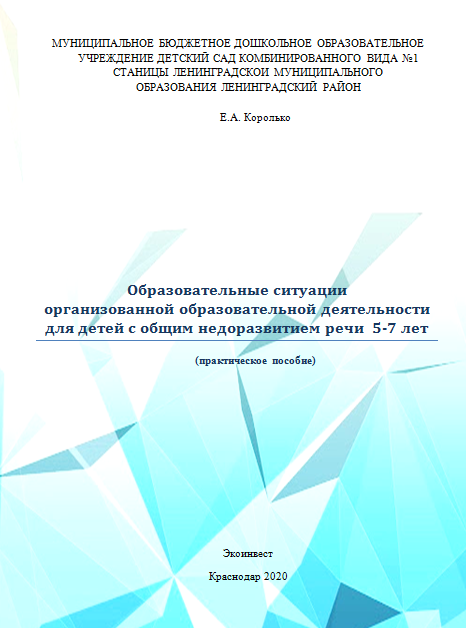 МУНИЦИПАЛЬНОЕ БЮДЖЕТНОЕ ДОШКОЛЬНОЕ ОБРАЗОВАТЕЛЬНОЕ
УЧРЕЖДЕНИЕ ДЕТСКИЙ САД КОМБИНИРОВАННОГО ВИДА №1
СТАНИЦЫ ЛЕНИНГРАДСКОЙ МУНИЦИПАЛЬНОГО
ОБРАЗОВАНИЯ ЛЕНИНГРАДСКИЙ РАЙОН
Е.А. Королько
Образовательные ситуации
организованной образовательной деятельности
для детей с общим недоразвитием речи 5-7 лет
(практическое пособие)
Экоинвест
Краснодар 2020